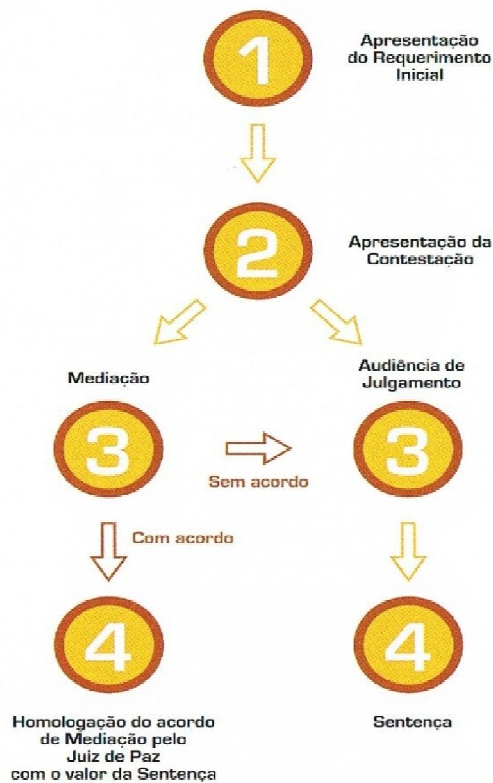 1
Apresentação
do Requerimento
Inicial
2
Apresentação da
Contestação
Mediação
Audiência de
Julgamento
3
Sem acordo
3
Com acordo
4
4
Homologação do acordo
de Mediação pelo
Juiz de Paz
com o valor da Sentença
Sentença